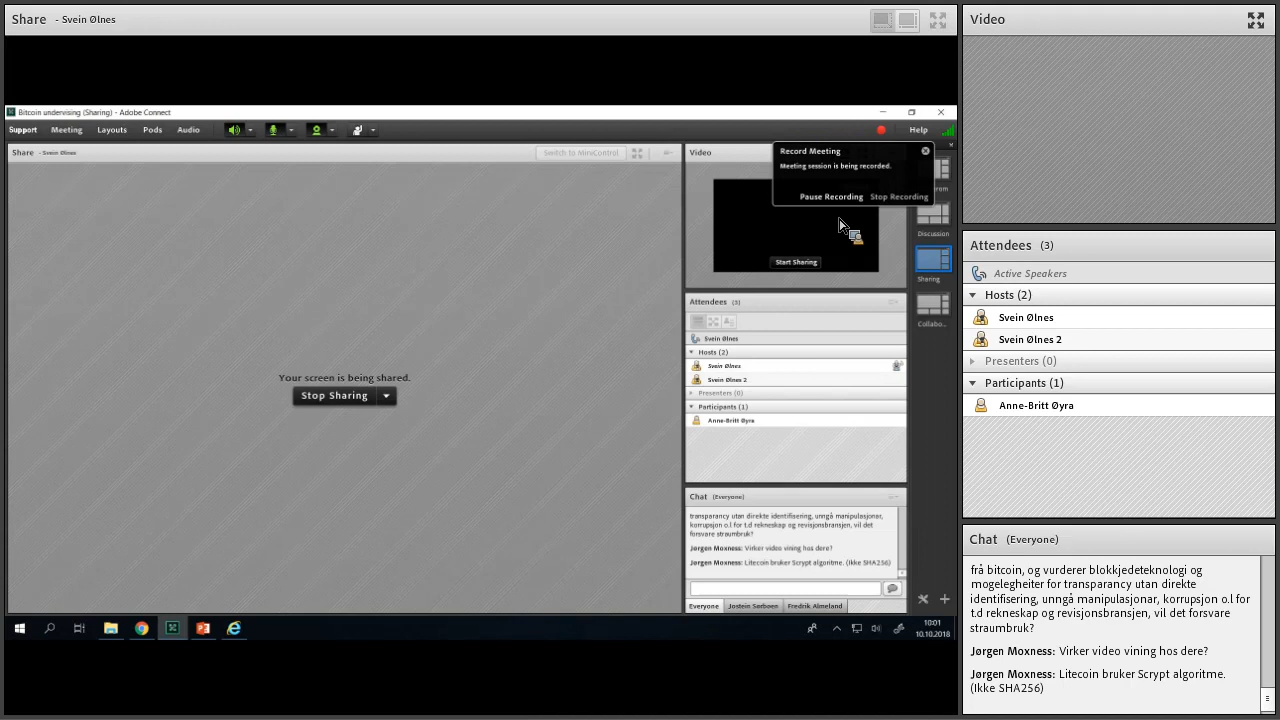 Share - Svein Ølnes
Bitcoin undervising (Sharing) - Adobe Connect
Support Meeting Layouts Pods Audio Help
Share - Svein Ølnes Switch to MiniControl
Your screen is being shared.
Stop Sharing
Video
Record Meeting
Meeting session is being recorded.
Pause Recording Stop Recording
Start Sharing
Discussion
Sharing
Collabo...
Attendees (3)
Svein Ølnes
Hosts (2)
Svein Ølnes
Svein Ølnes 2
Presenters (0)
Participants (1)
Anne-Britt Øyra
Chat (Everyone)
transparancy utan direkte identifisering, unngå manipulasjonar,
korrupsjon o.l for t.d rekneskap og revisjonsbransjen, vil det
forsvare straumbruk?
Jørgen Moxness: Virker video vining hos dere?
Jørgen Moxness: Litecoin bruker Scrypt algoritme. (Ikke SHA256)
Everyone Jostein Sørbøen Fredrik Almeland
10:01
10.10.2018
Video
Attendees (3)
Active Speakers
Hosts (2)
Svein Ølnes
Svein Ølnes 2
Presenters (0)
Participants (1)
Anne-Britt Øyra
Chat (Everyone)
frå bitcoin, og vurderer blokkjedeteknologi og
mogelegheiter for transparancy utan direkte
identifisering, unngå manipulasjonar, korrupsjon o.l for
t.d rekneskap og revisjonsbransjen, vil det forsvare
straumbruk?
Jørgen Moxness: Virker video vining hos dere?
Jørgen Moxness: Litecoin bruker Scrypt algoritme.
(Ikke SHA256)